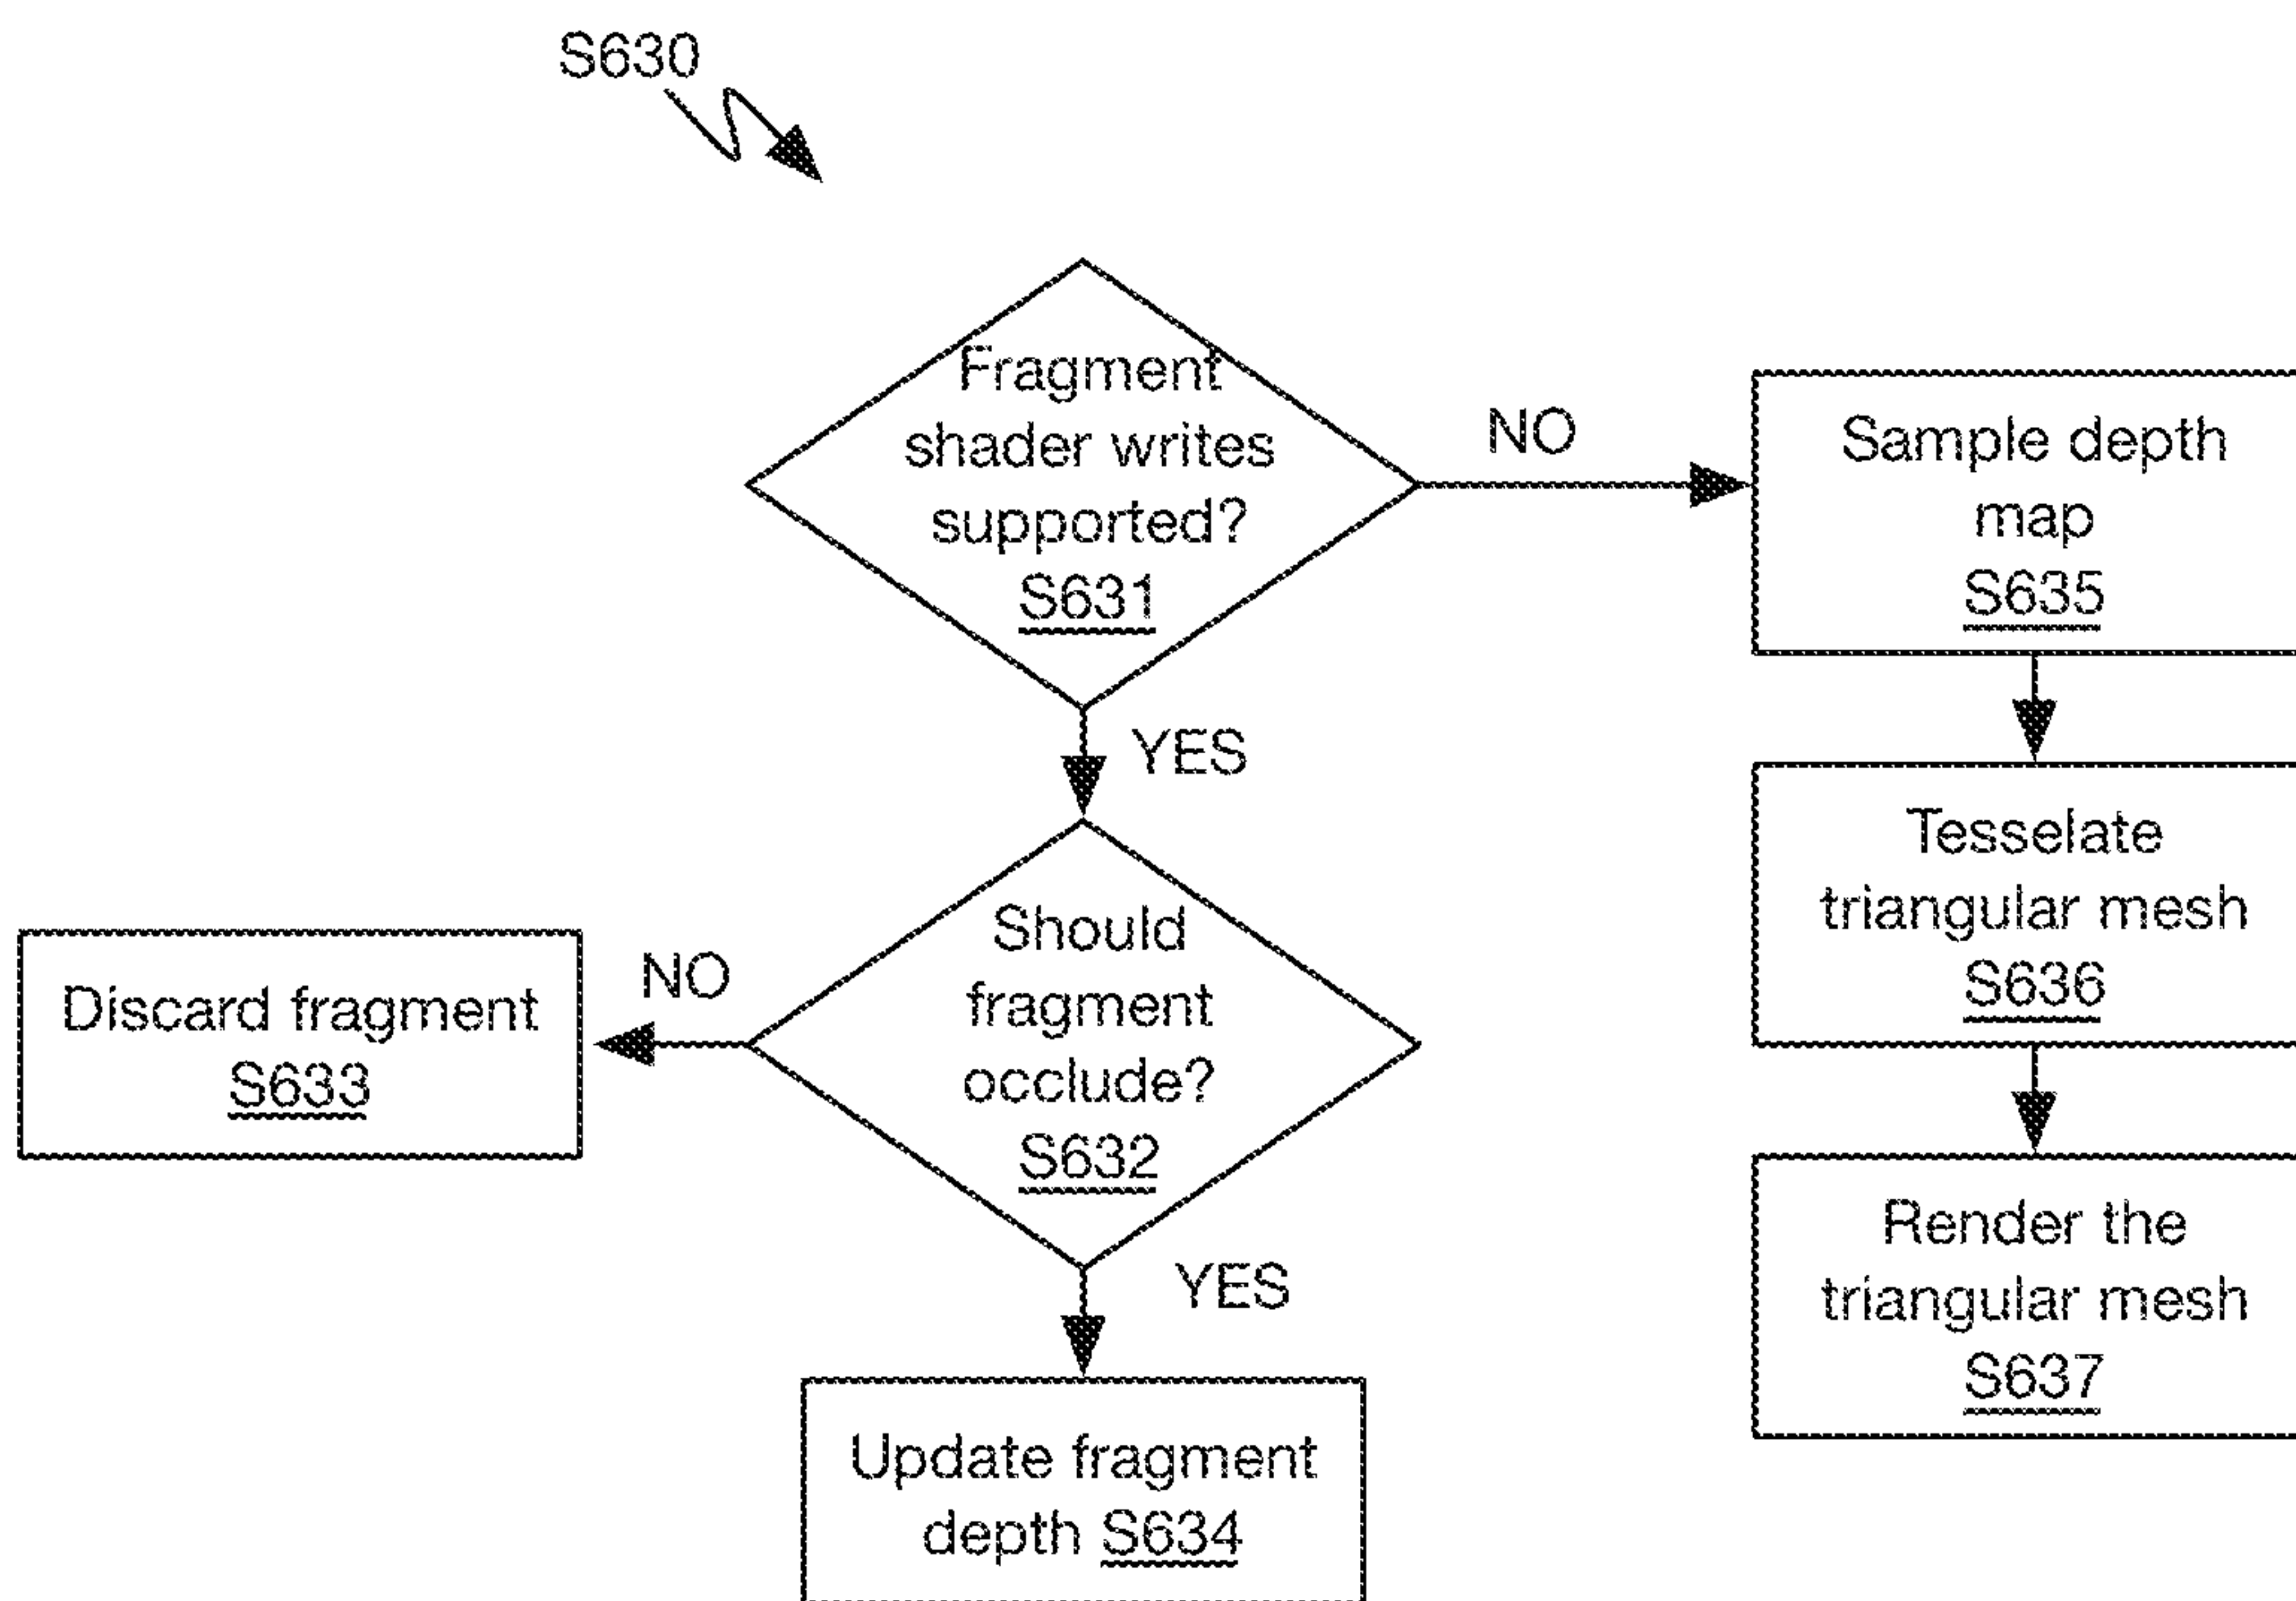 S630
Fragment
shader writes
supported?
S631
NO
Sample depth
map
S635
YES
Tesselate
triangular mesh
S636
Should
fragment
occlude?
S632
NO
Discard fragment
S633
Render the
triangular mesh
S637
YES
Update fragment
depth S634